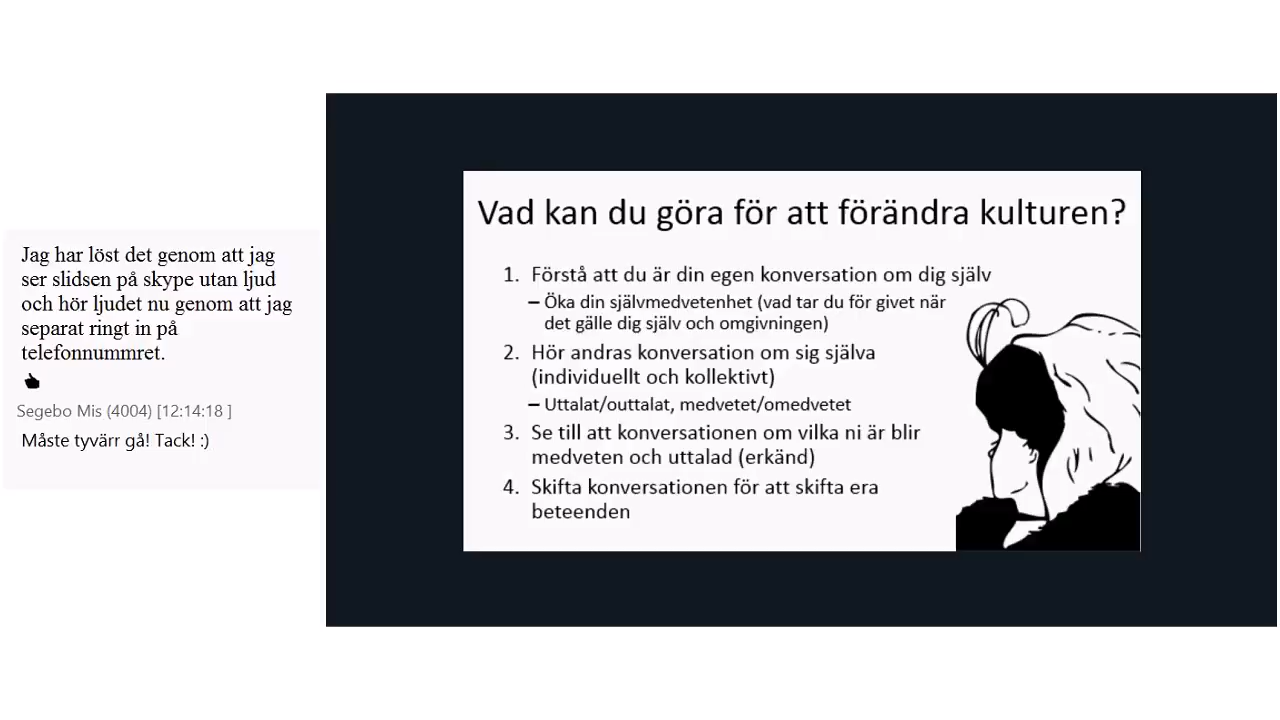 Jag har löst det genom att jag
ser slidsen på skype utan ljud
och hör ljudet nu genom att jag
separat ringt in på
telefonnummret.
Segebo Mis (4004) [12:14:18 ]
Måste tyvärr gå! Tack! :)
Vad kan du göra för att förändra kulturen?
1. Förstå att du är din egen konversation om dig själv
– Öka din självmedvetenhet (vad tar du för givet när
det gälle dig själv och omgivningen)
2. Hör andras konversation om sig själva
(individuellt och kollektivt)
– Uttalat/outtalat, medvetet/omedvetet
3. Se till att konversationen om vilka ni är blir
medveten och uttalad (erkänd)
4. Skifta konversationen för att skifta era
beteenden